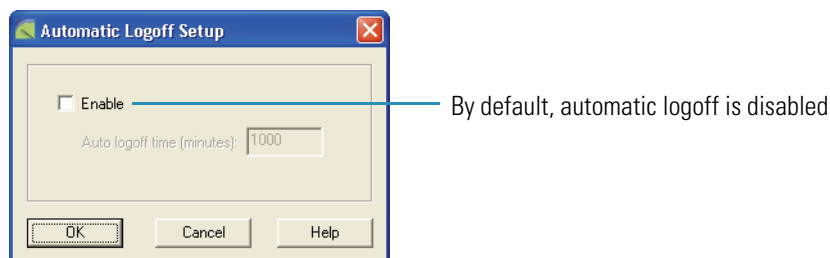 Automatic Logoff Setup
Enable
By default, automatic logoff is disabled
Auto logoff time (minutes): 1000
OK Cancel Help